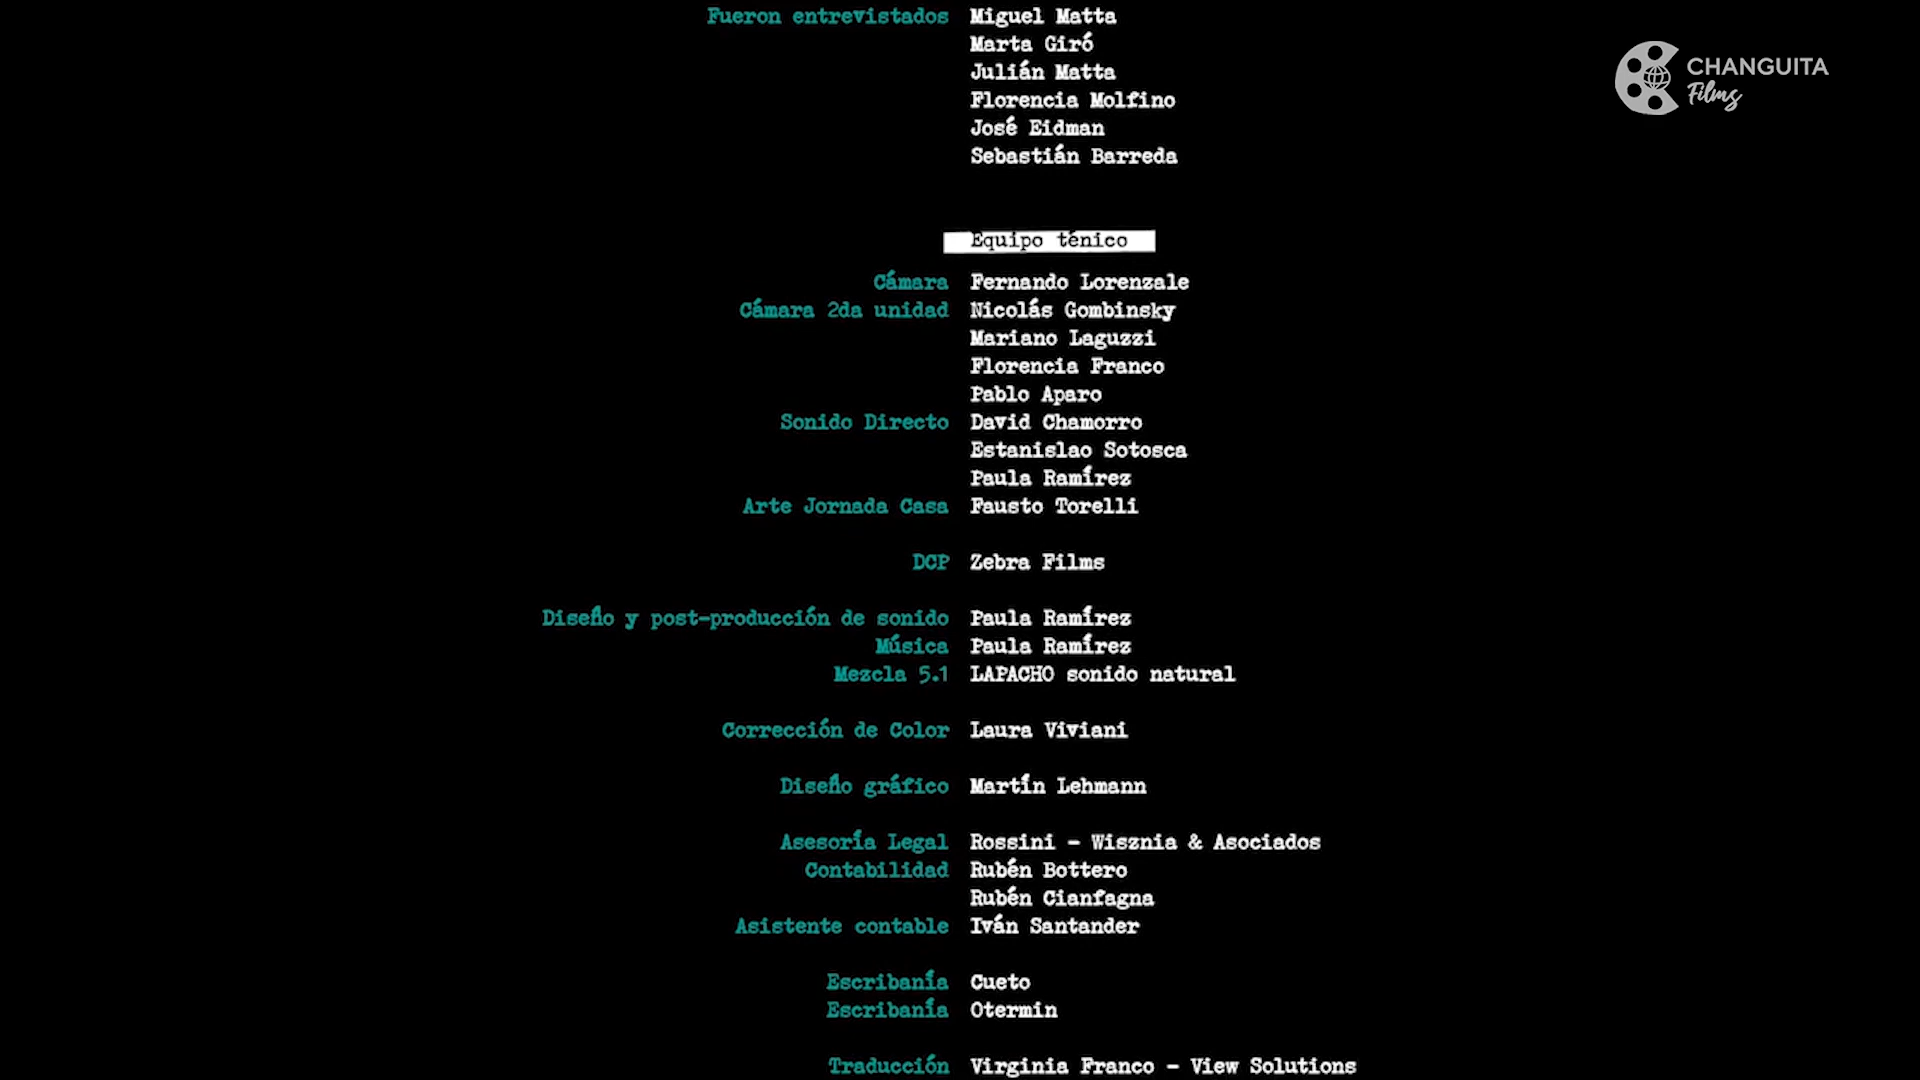 Fueron entrevistados Miguel Matta
Marta Giró
Julián Matta
Florencia Molfino
José Eidman
Sebastián Barreda
CHANGUITA
Films
Equipo ténico
Cámara Fernando Lorenzale
Cámara 2da unidad Nicolás Gombinsky
Mariano Laguzzi
Florencia Franco
Pablo Aparo
Sonido Directo David Chamorro
Estanislao Sotosca
Paula Ramírez
Arte Jornada Casa Fausto Torelli
DCP Zebra Films
Diseño y post-producción de sonido Paula Ramírez
Música Paula Ramírez
Mezcla 5.1 LAPACHO sonido natural
Corrección de Color Laura Viviani
Diseño gráfico Martín Lehmann
Asesoría Legal Rossini - Wisznia & Asociados
Contabilidad Rubén Bottero
Rubén Cianfagna
Asistente contable Iván Santander
Escribanía Cueto
Escribanía Otermin
Traducción Virginia Franco - View Solutions